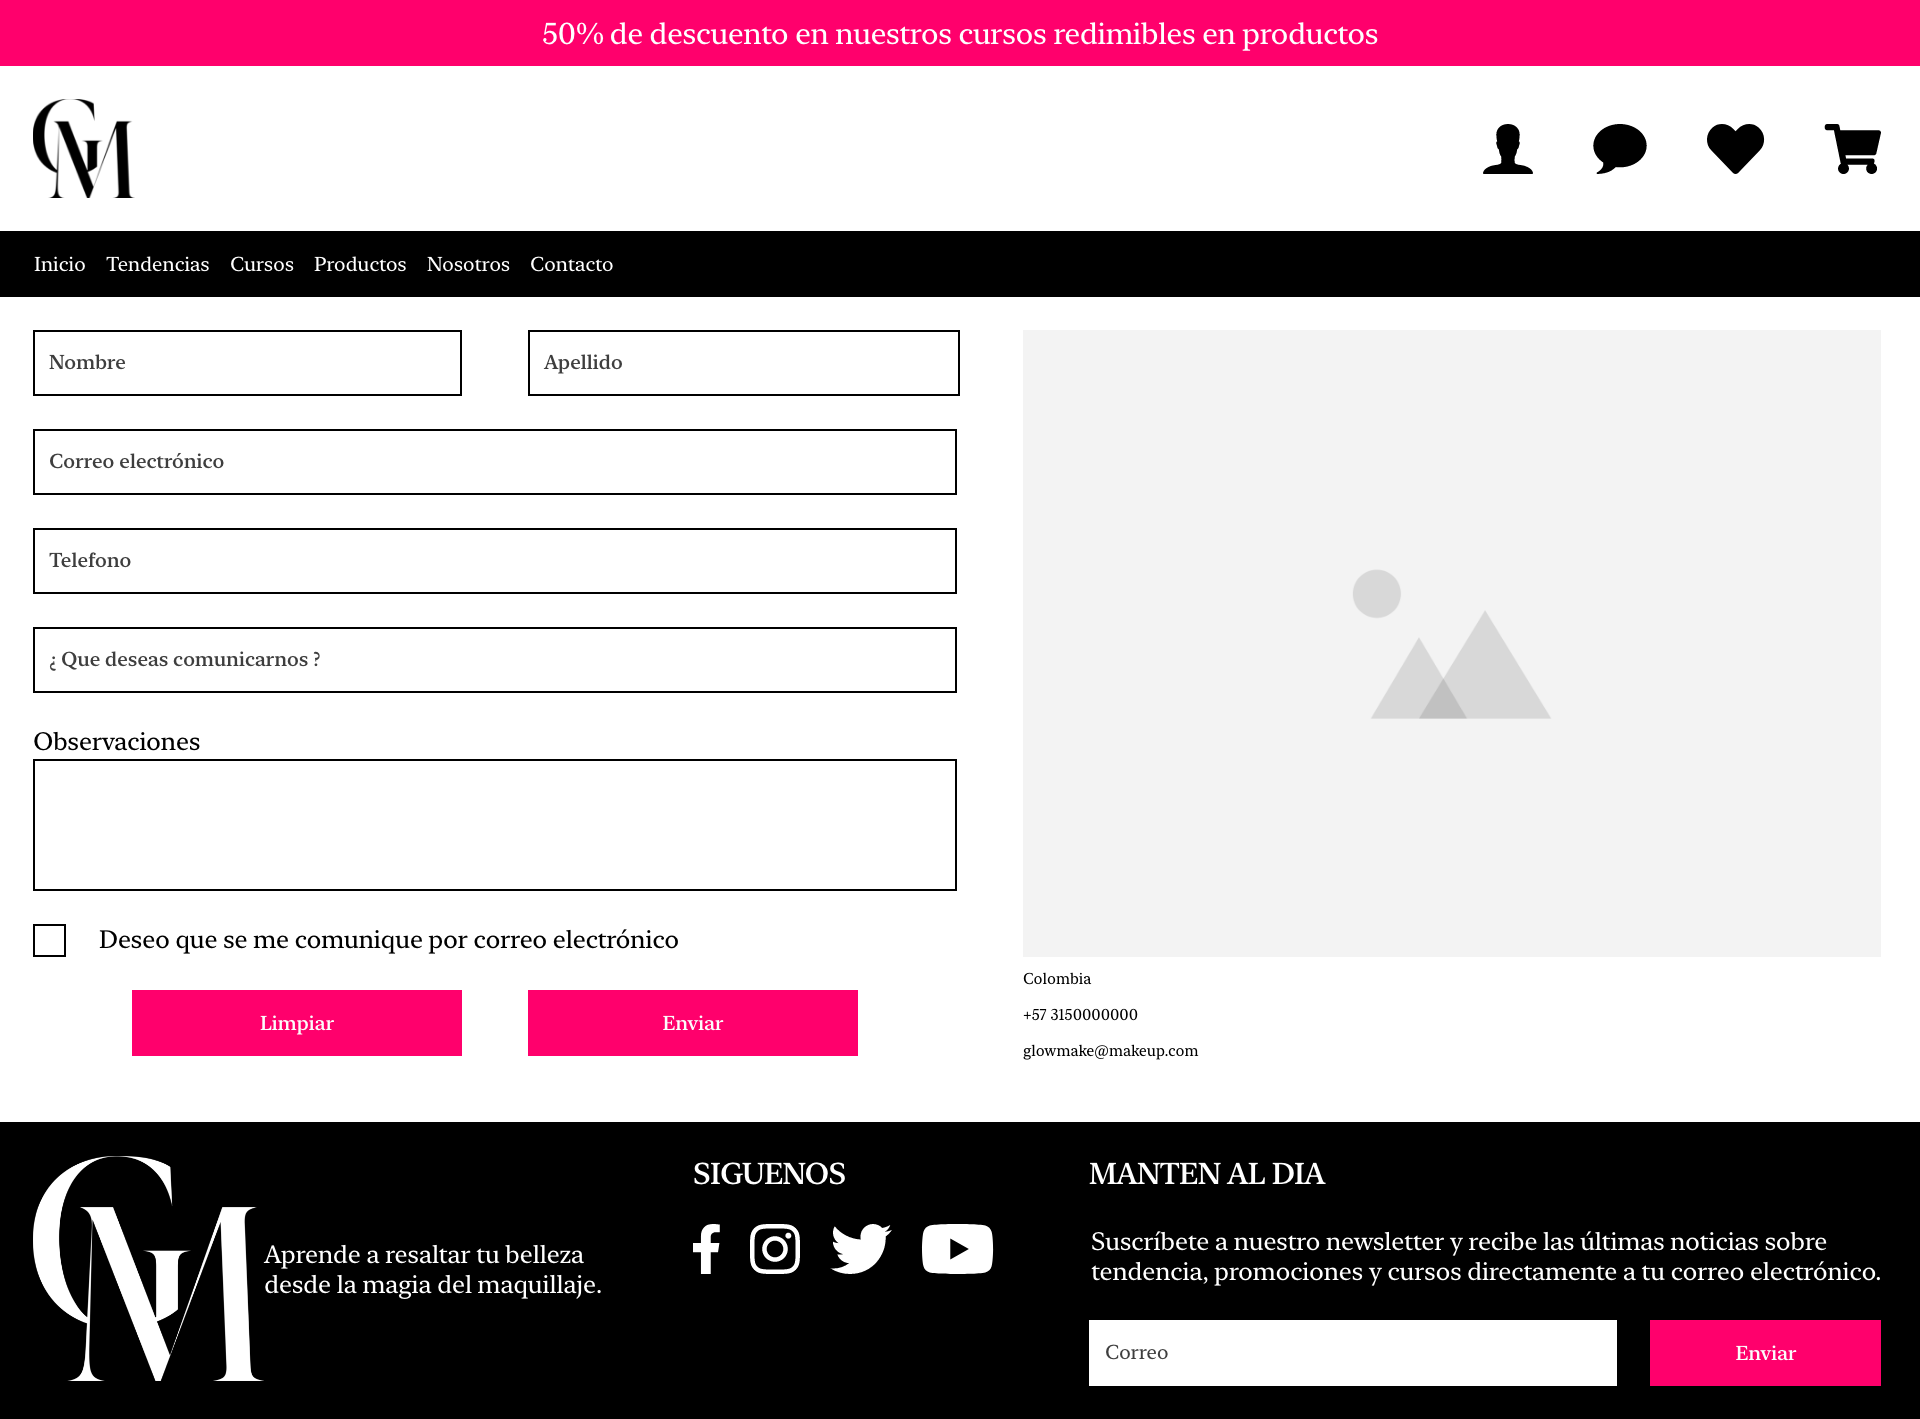 50% de descuento en nuestros cursos redimibles en productos
GM
Inicio Tendencias Cursos Productos Nosotros Contacto
Nombre
Apellido
Correo electrónico
Telefono
¿ Que deseas comunicarnos ?
Observaciones
Deseo que se me comunique por correo electrónico
Limpiar
Enviar
Colombia
+57 3150000000
glowmake@makeup.com
GM
Aprende a resaltar tu belleza
desde la magia del maquillaje.
SIGUENOS
MANTEN AL DIA
Suscríbete a nuestro newsletter y recibe las últimas noticias sobre
tendencia, promociones y cursos directamente a tu correo electrónico.
Correo
Enviar